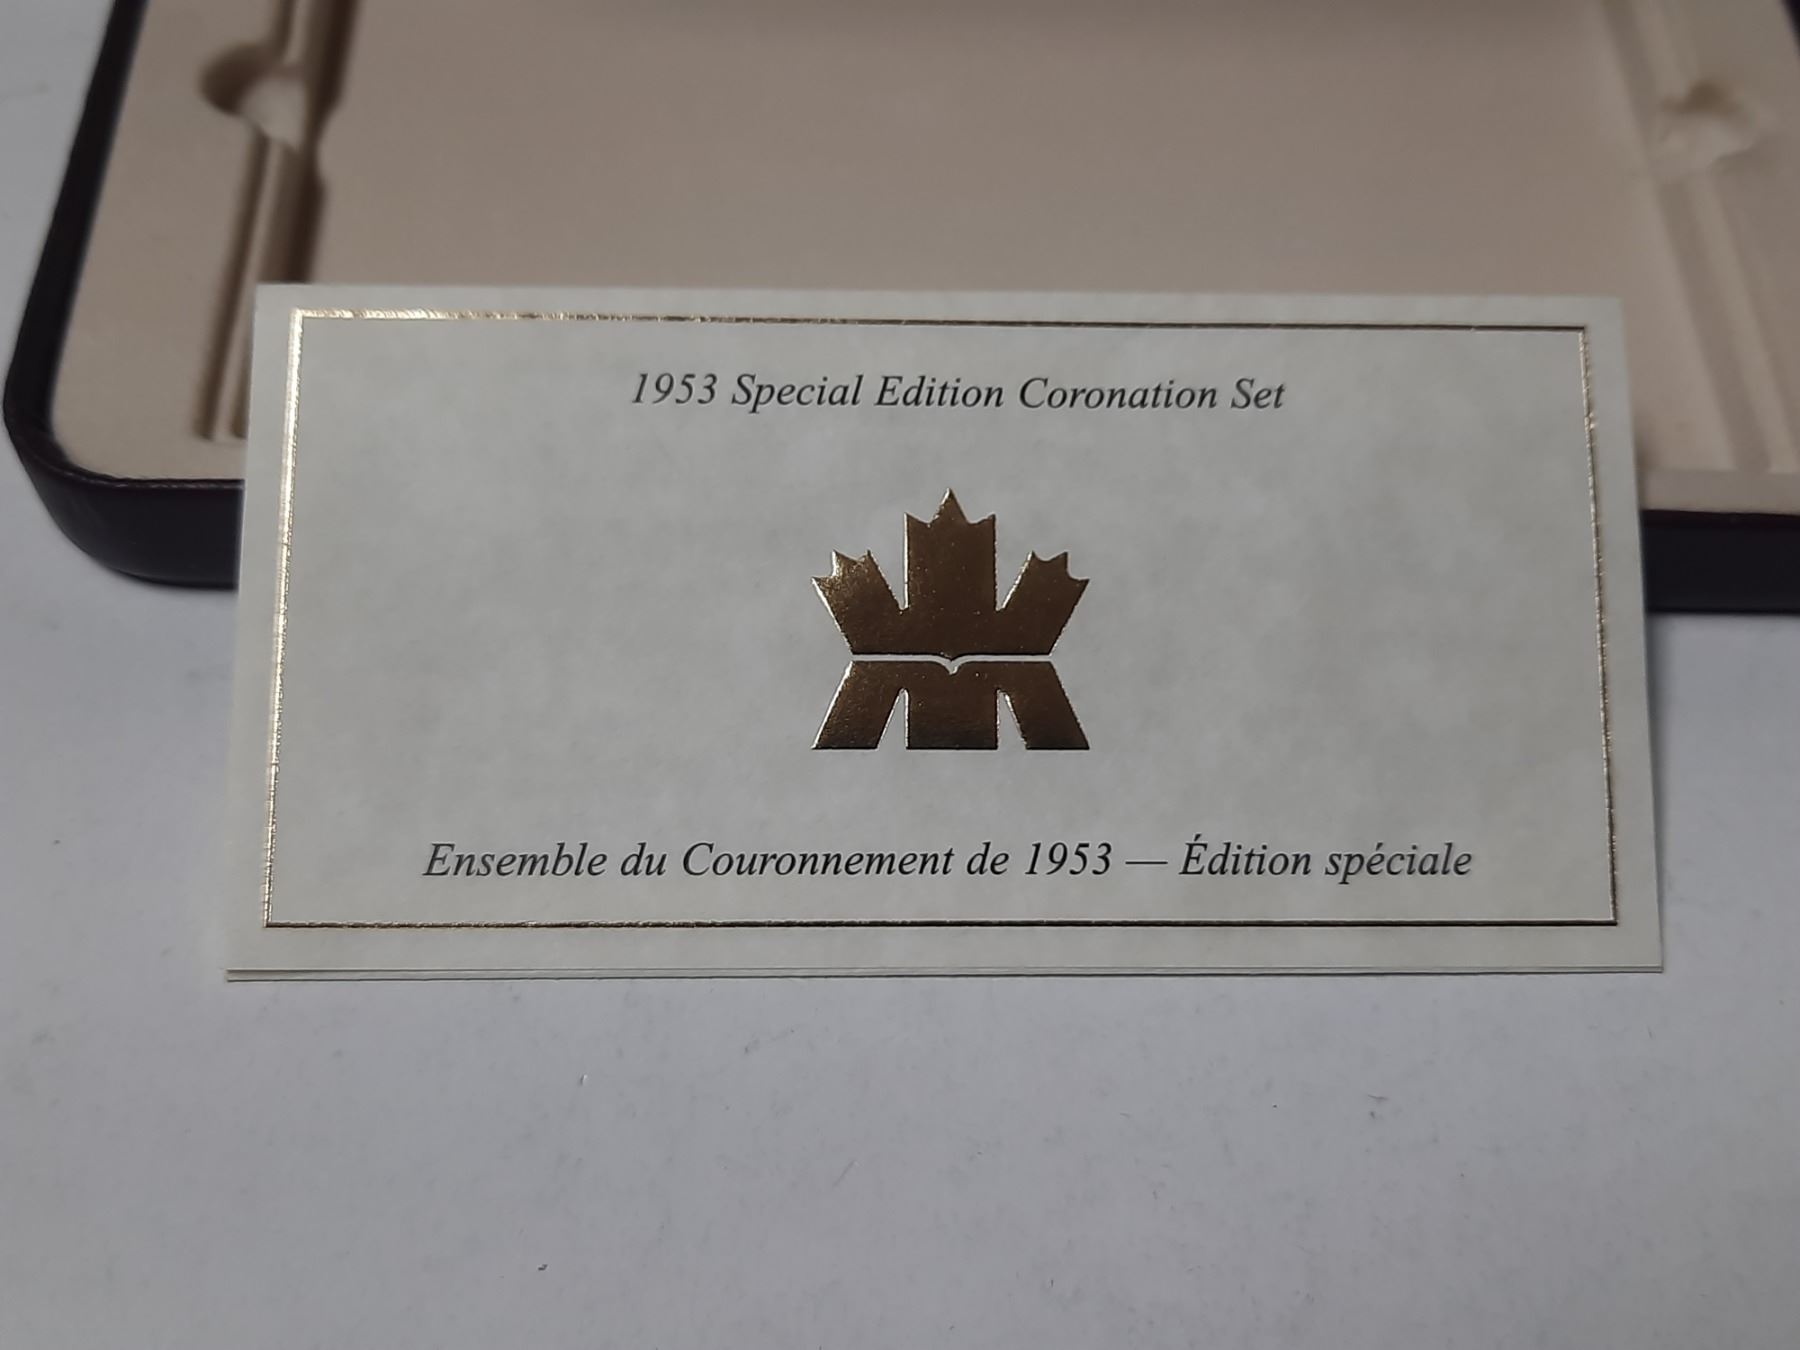 1953 Special Edition Coronation Set
Ensemble du Couronnement de 1953 — Édition spéciale